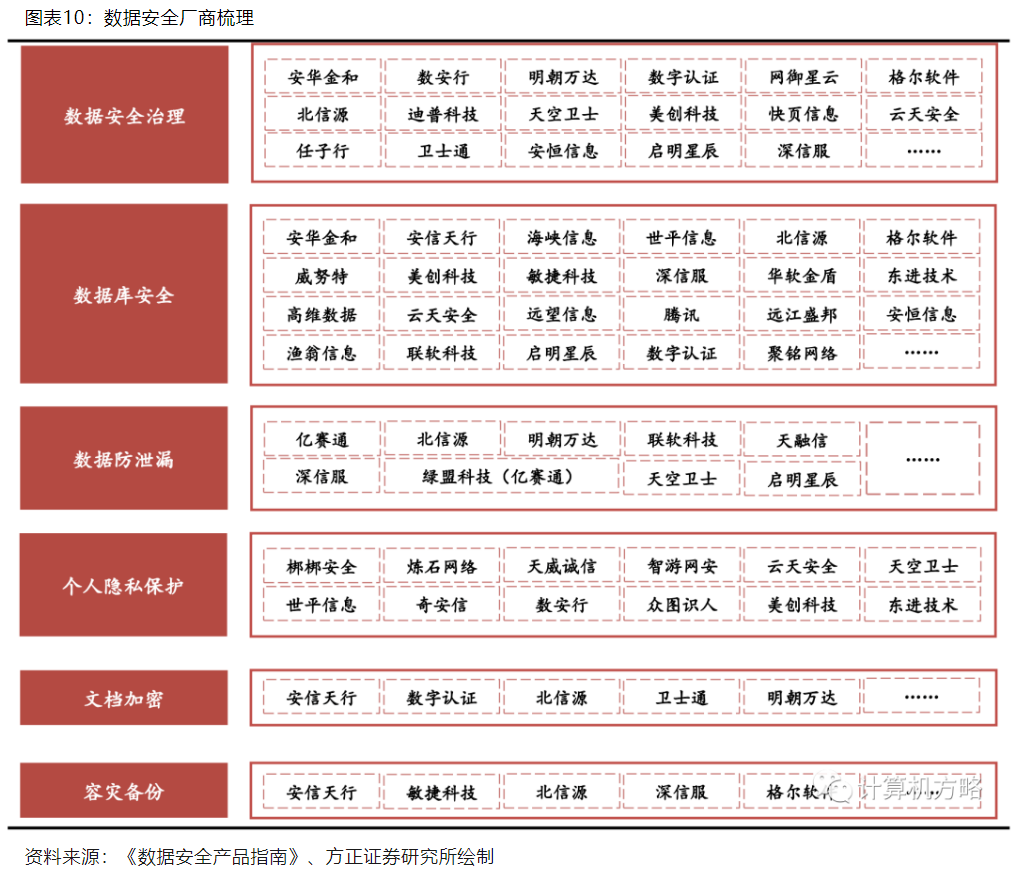 图表10：数据安全厂商梳理
数据安全治理
安华金和 数安行 明朝万达 数字认证 网御星云 格尔软件
北信源 迪普科技 天空卫士 美创科技 快页信息 云天安全
任子行 卫士通 安恒信息 启明星辰 深信服 ……
数据库安全
安华金和 安信天行 海峡信息 世平信息 北信源 格尔软件
威努特 美创科技 敏捷科技 深信服 华软金盾 东进技术
高维数据 云天安全 远望信息 腾讯 远江盛邦 安恒信息
渔翁信息 联软科技 启明星辰 数字认证 聚铭网络 ……
数据防泄漏
亿赛通 北信源 明朝万达 联软科技 天融信 ……
深信服 绿盟科技（亿赛通） 天空卫士 启明星辰
个人隐私保护
梆梆安全 炼石网络 天威诚信 智游网安 云天安全 天空卫士
世平信息 奇安信 数安行 众图识人 美创科技 东进技术
文档加密
安信天行 数字认证 北信源 卫士通 明朝万达 ……
容灾备份
安信天行 敏捷科技 北信源 深信服 格尔软 ……
计算机方略
资料来源：《数据安全产品指南》、方正证券研究所绘制